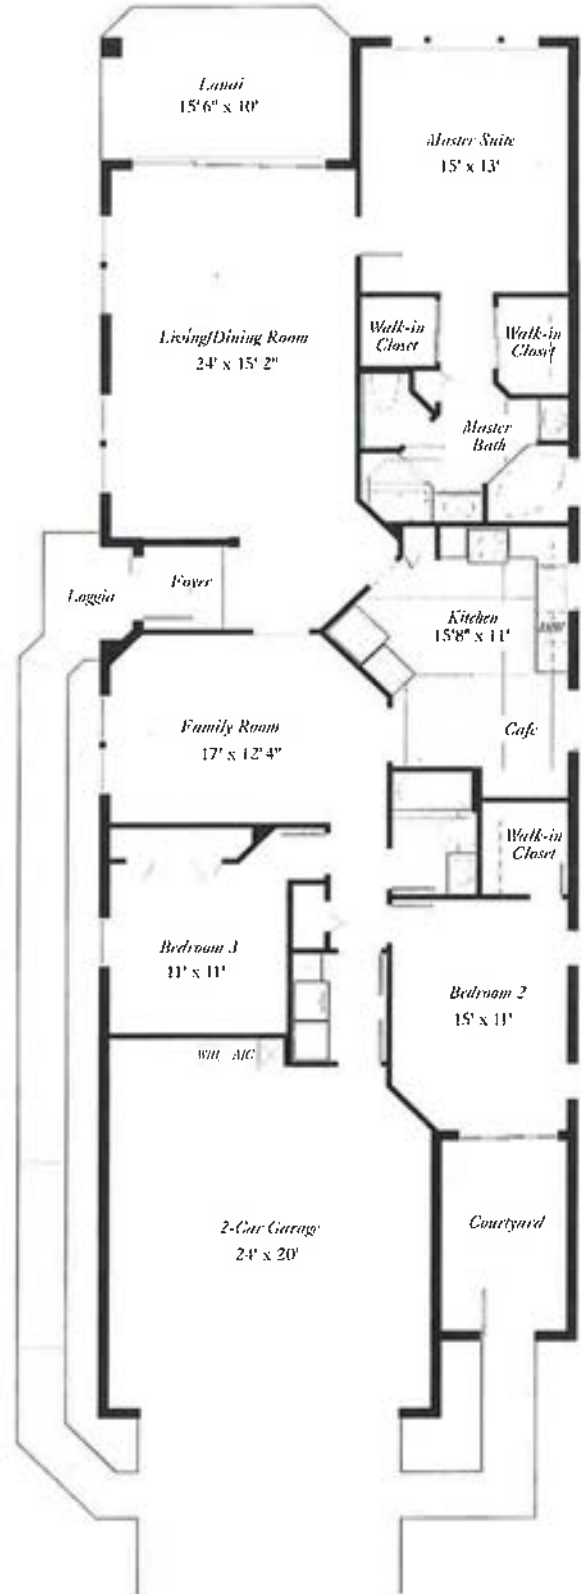 Lanai
15'6" x 10'
Master Suite
15' x 13'
Living/Dining Room
24' x 15' 2"
Walk-in
Closet
Walk-in
Closet
Master
Bath
Loggia
Foyer
Kitchen
15'8" x 11'
Family Room
17' x 12'4"
Cafe
Walk-in
Closet
Bedroom 3
11' x 11'
Bedroom 2
15' x 11'
WH A/C
2-Car Garage
24' x 20'
Courtyard